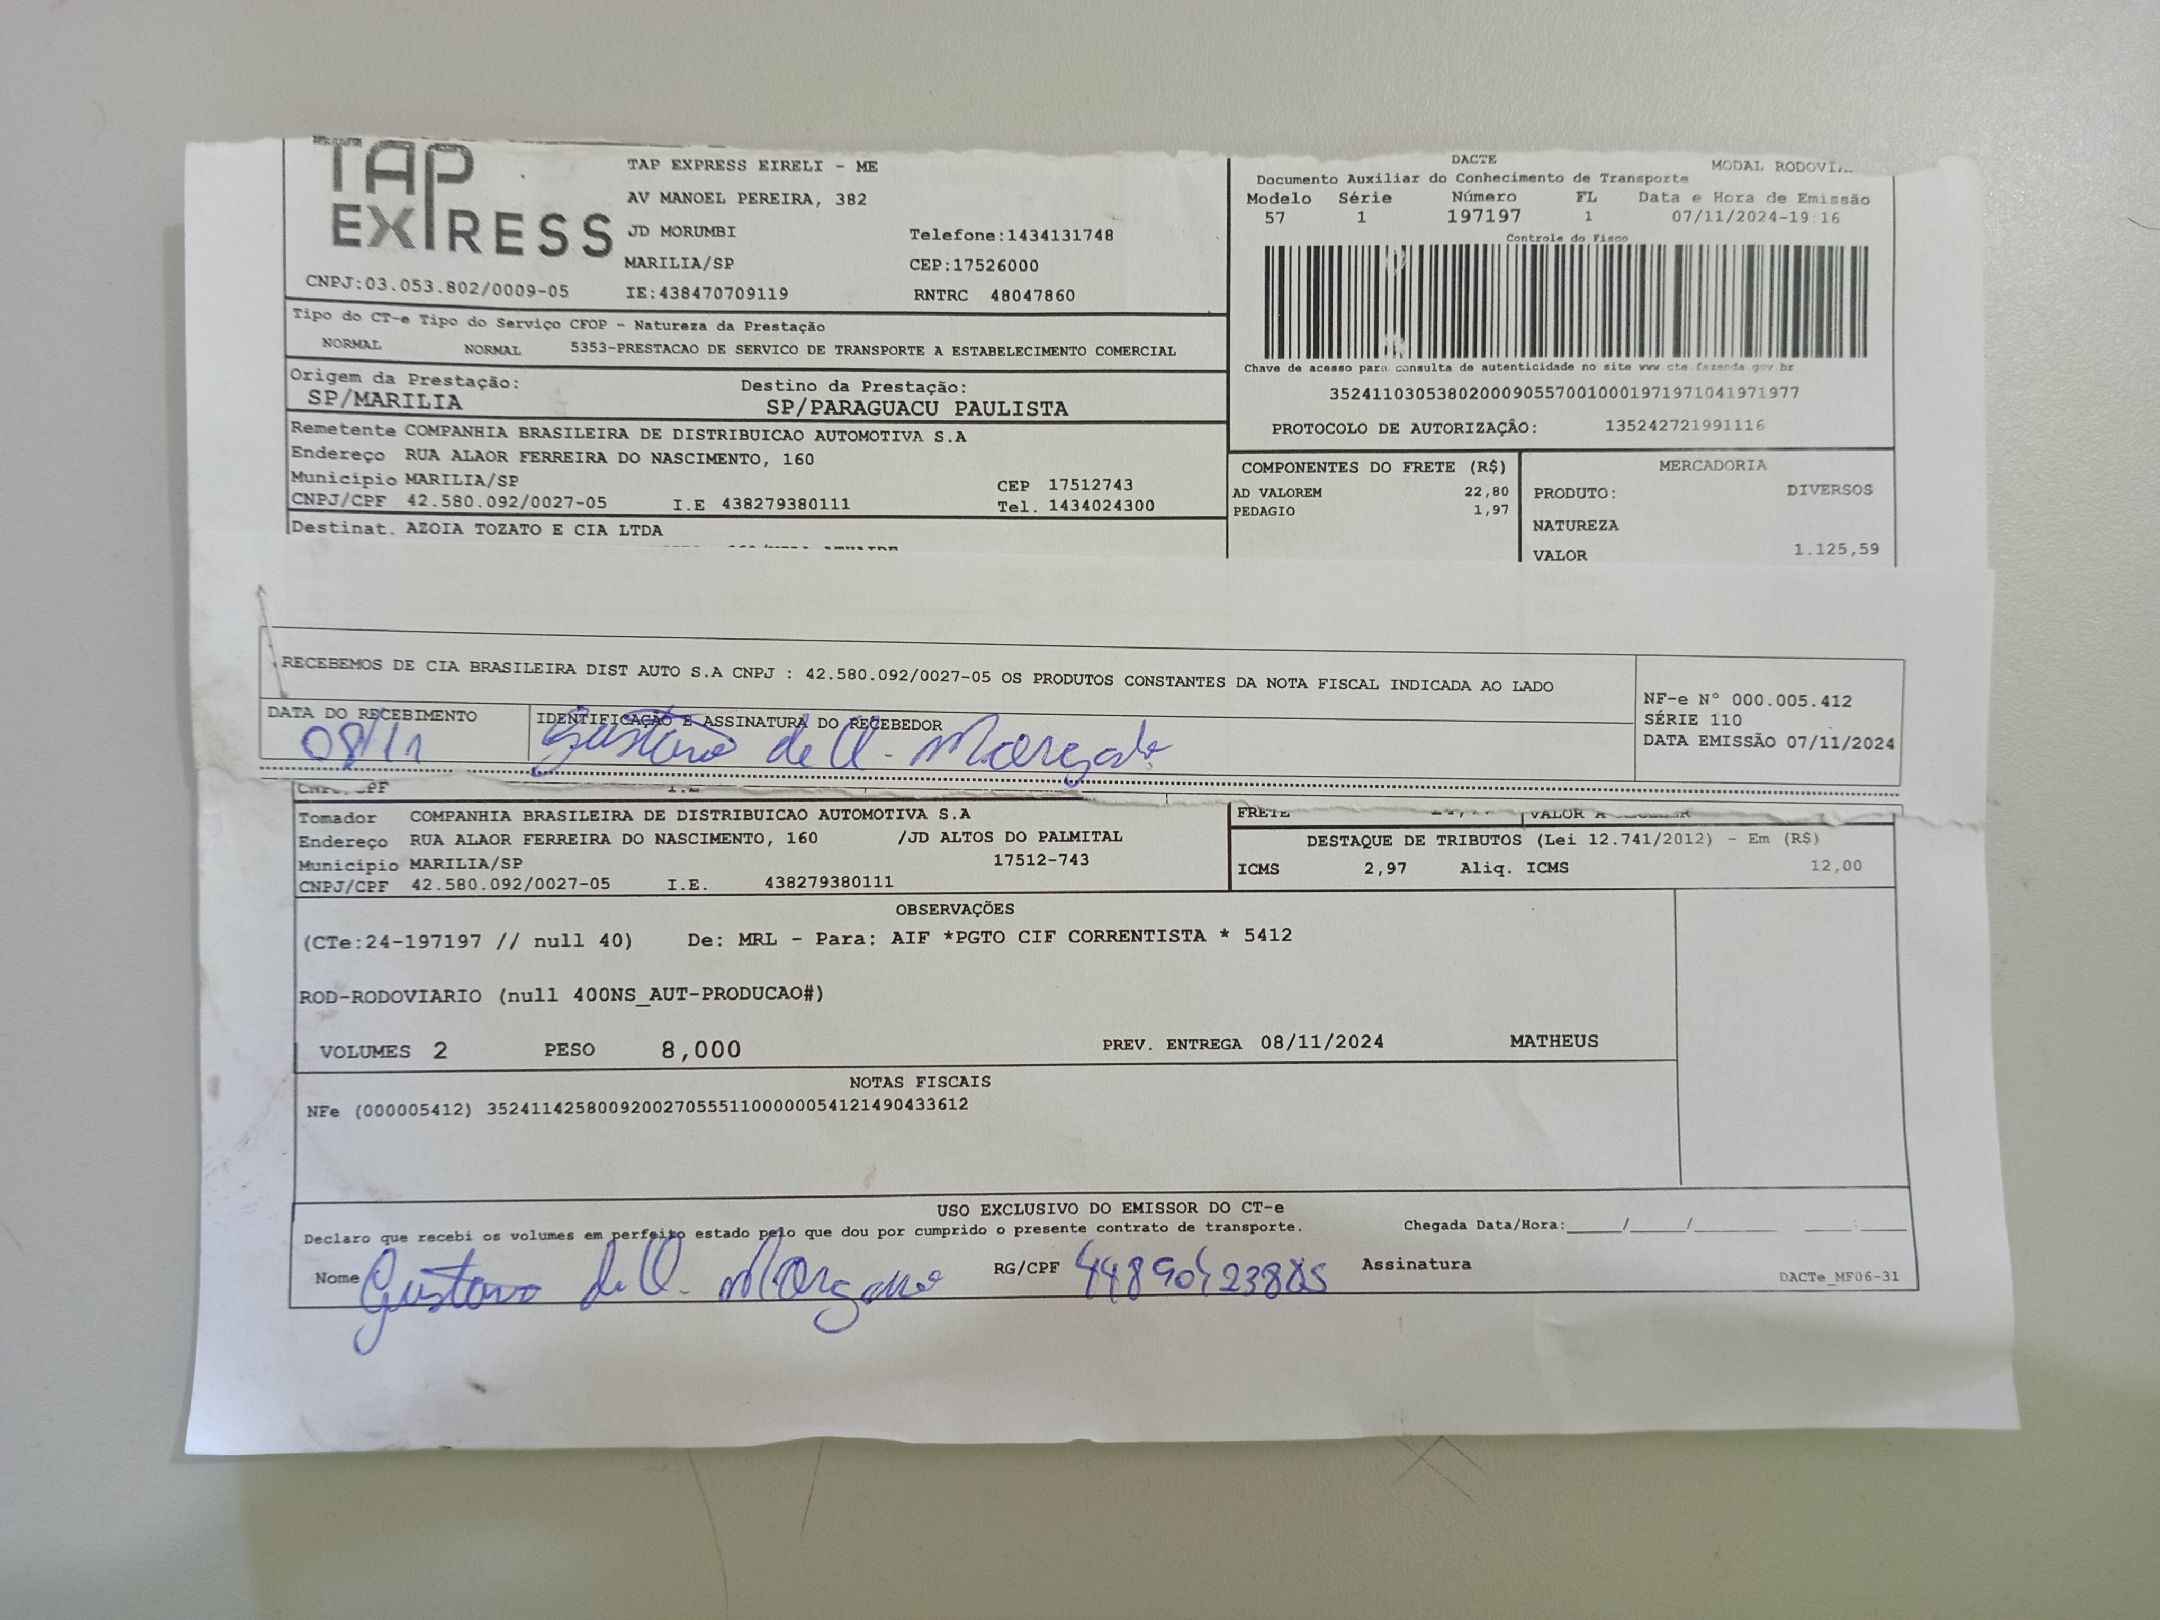 TAP EXPRESS
TAP EXPRESS EIRELI - ME
AV MANOEL PEREIRA, 382
JD MORUMBI Telefone:1434131748
MARILIA/SP CEP:17526000
CNPJ:03.053.802/0009-05 IE:438470709119 RNTRC 48047860
DACTE MODAL
Documento Auxiliar do Conhecimento de Transporte
Modelo Série Número FL Data e Hora de Emissão
57 1 197197 1 07/11/2024-19:16
Controle do Fisco
Chave de acesso para consulta de autenticidade no site www.cte.fazenda.gov.br
35241103053802000905570010001971971041971977
PROTOCOLO DE AUTORIZAÇÃO: 135242721991116
Tipo do CT-e Tipo do Serviço CFOP - Natureza da Prestação
NORMAL NORMAL 5353-PRESTACAO DE SERVICO DE TRANSPORTE A ESTABELECIMENTO COMERCIAL
Origem da Prestação: Destino da Prestação:
SP/MARILIA SP/PARAGUACU PAULISTA
Remetente COMPANHIA BRASILEIRA DE DISTRIBUICAO AUTOMOTIVA S.A
Endereço RUA ALAOR FERREIRA DO NASCIMENTO, 160
Município MARILIA/SP CEP 17512743
CNPJ/CPF 42.580.092/0027-05 I.E 438279380111 Tel. 1434024300
Destinat. AZOIA TOZATO E CIA LTDA
COMPONENTES DO FRETE (R$)
AD VALOREM 22,80
PEDAGIO 1,97
MERCADORIA
PRODUTO: DIVERSOS
NATUREZA
VALOR 1.125,59
RECEBEMOS DE CIA BRASILEIRA DIST AUTO S.A CNPJ : 42.580.092/0027-05 OS PRODUTOS CONSTANTES DA NOTA FISCAL INDICADA AO LADO
DATA DO RECEBIMENTO IDENTIFICAÇÃO E ASSINATURA DO RECEBEDOR
08/11 Gustavo de O.
NF-e N° 000.005.412
SÉRIE 110
DATA EMISSÃO 07/11/2024
Tomador COMPANHIA BRASILEIRA DE DISTRIBUICAO AUTOMOTIVA S.A
Endereço RUA ALAOR FERREIRA DO NASCIMENTO, 160 /JD ALTOS DO PALMITAL
Município MARILIA/SP 17512-743
CNPJ/CPF 42.580.092/0027-05 I.E. 438279380111
FRETE VALOR A
DESTAQUE DE TRIBUTOS (Lei 12.741/2012) - Em (R$)
ICMS 2,97 Aliq. ICMS 12,00
OBSERVAÇÕES
(CTe:24-197197 // null 40) De: MRL - Para: AIF *PGTO CIF CORRENTISTA * 5412
ROD-RODOVIARIO (null 400NS_AUT-PRODUCAO#)
VOLUMES 2 PESO 8,000 PREV. ENTREGA 08/11/2024 MATHEUS
NOTAS FISCAIS
NFe (000005412) 35241142580092002705551100000054121490433612
USO EXCLUSIVO DO EMISSOR DO CT-e
Declaro que recebi os volumes em perfeito estado pelo que dou por cumprido o presente contrato de transporte. Chegada Data/Hora:____/____/______ ____:____
Nome Gustavo de O. RG/CPF Assinatura
DACTe_MF06-31